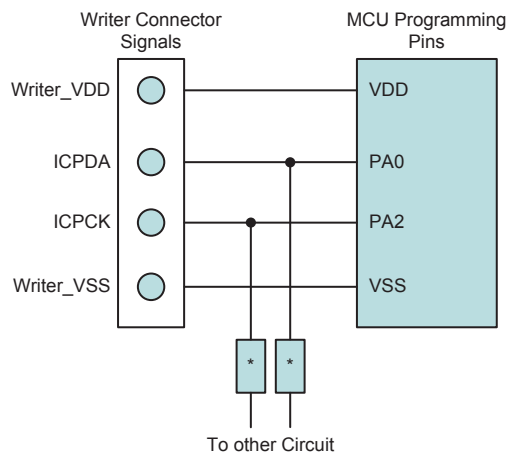 Writer Connector
Signals
MCU Programming
Pins
Writer_VDD
VDD
ICPDA
PA0
ICPCK
PA2
Writer_VSS
VSS
* *
To other Circuit